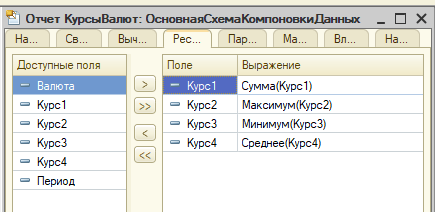 Отчет КурсыВалют: ОсновнаяСхемаКомпоновкиДанных
На... Св... Выч... Рес... Пар... Ма... Вл... На...
Доступные поля Поле Выражение
Валюта > Курс1 Сумма(Курс1)
Курс1 >> Курс2 Максимум(Курс2)
Курс2 Курс3 Минимум(Курс3)
Курс3 < Курс4 Среднее(Курс4)
Курс4 <<
Период